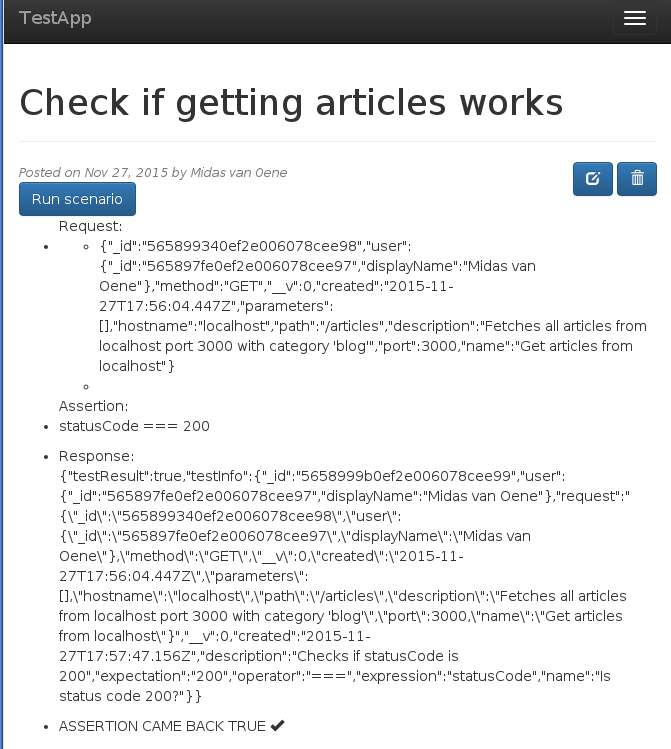 TestApp
Check if getting articles works
Posted on Nov 27, 2015 by Midas van Oene
Run scenario
Request:
{"_id":"565899340ef2e006078cee98","user":
{"_id":"565897fe0ef2e006078cee97","displayName":"Midas van
Oene"},"method":"GET","__v":0,"created":"2015-11-
27T17:56:04.447Z","parameters":
[],"hostname":"localhost","path":"/articles","description":"Fetches all articles from
localhost port 3000 with category 'blog'","port":3000,"name":"Get articles from
localhost"}
Assertion:
statusCode === 200
Response:
{"testResult":true,"testInfo":{"_id":"5658999b0ef2e006078cee99","user":
{"_id":"565897fe0ef2e006078cee97","displayName":"Midas van Oene"},"request":"
{\"_id\":\"565899340ef2e006078cee98\",\"user\":
{\"_id\":\"565897fe0ef2e006078cee97\",\"displayName\":\"Midas van
Oene\"},\"method\":\"GET\",\"__v\":0,\"created\":\"2015-11-
27T17:56:04.447Z\",\"parameters\":
[],\"hostname\":\"localhost\",\"path\":\"/articles\",\"description\":\"Fetches all articles
from localhost port 3000 with category 'blog'\",\"port\":3000,\"name\":\"Get articles
from localhost\"}","__v":0,"created":"2015-11-
27T17:57:47.156Z","description":"Checks if statusCode is
200","expectation":"200","operator":"===","expression":"statusCode","name":"Is
status code 200?"}}
ASSERTION CAME BACK TRUE ✔